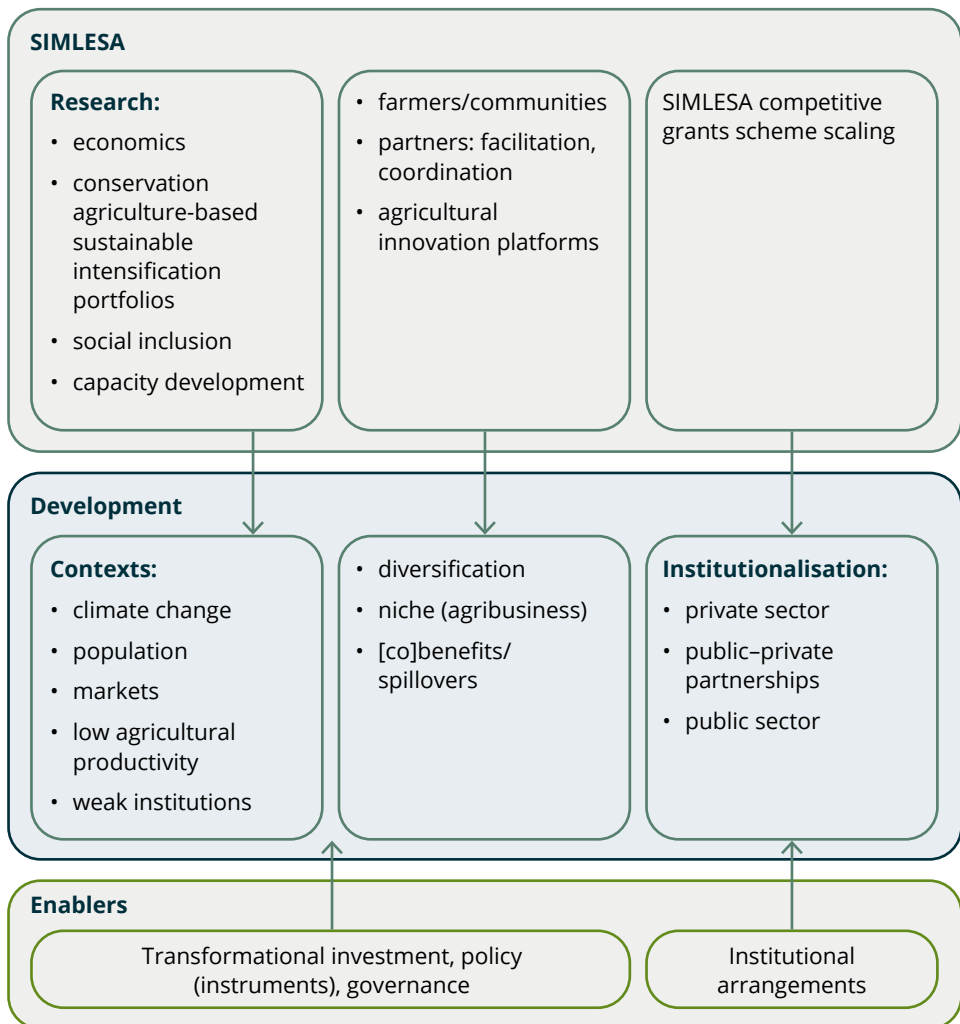 SIMLESA
Research:
• economics
• conservation
agriculture-based
sustainable
intensification
portfolios
• social inclusion
• capacity development
• farmers/communities
• partners: facilitation,
coordination
• agricultural
innovation platforms
SIMLESA competitive
grants scheme scaling
Development
Contexts:
• climate change
• population
• markets
• low agricultural
productivity
• weak institutions
• diversification
• niche (agribusiness)
• [co]benefits/
spillovers
Institutionalisation:
• private sector
• public–private
partnerships
• public sector
Enablers
Transformational investment, policy
(instruments), governance
Institutional
arrangements